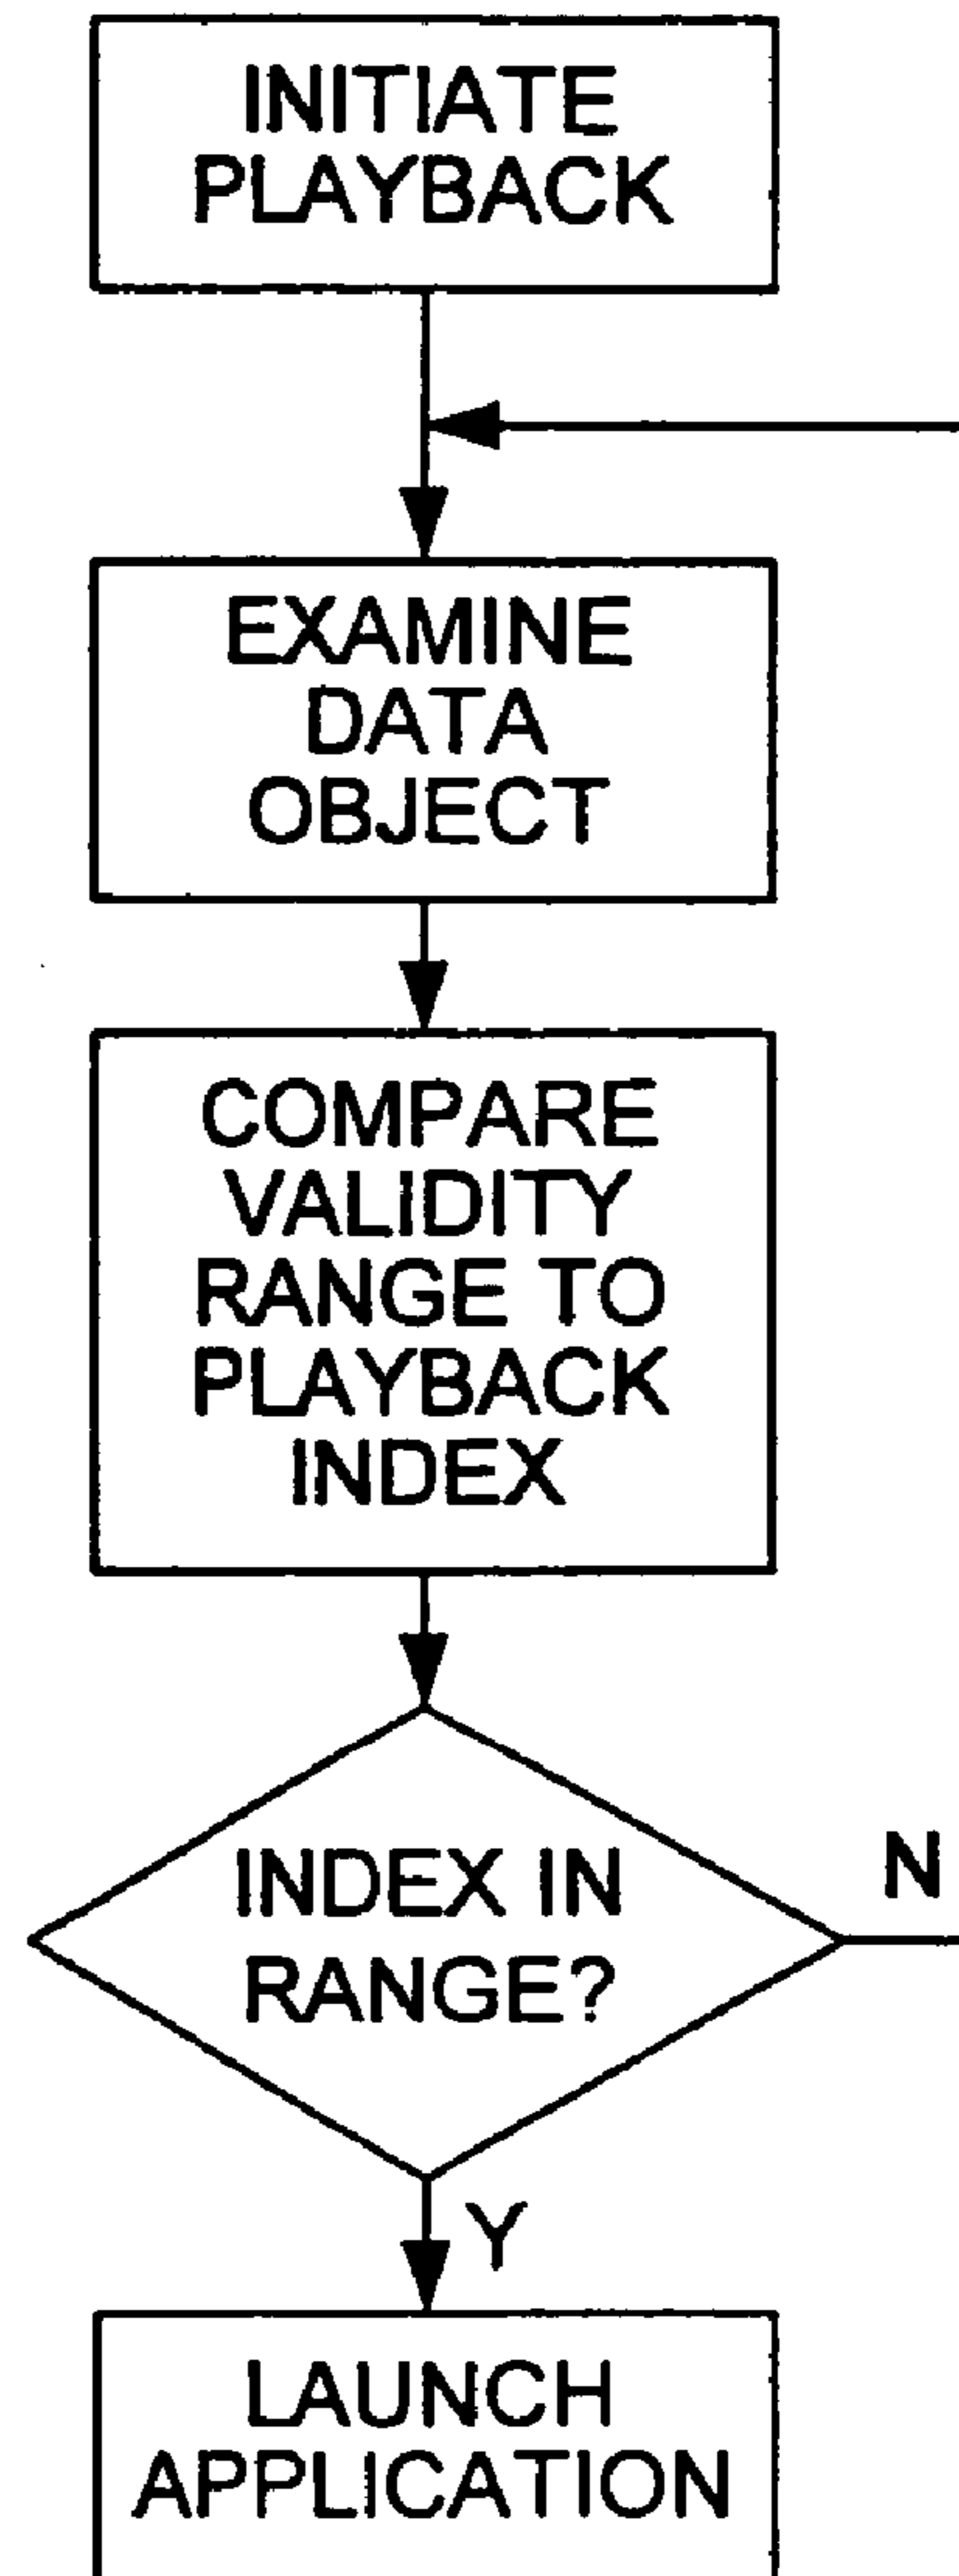 INITIATE
PLAYBACK
EXAMINE
DATA
OBJECT
COMPARE
VALIDITY
RANGE TO
PLAYBACK
INDEX
INDEX IN
RANGE?
N
Y
LAUNCH
APPLICATION